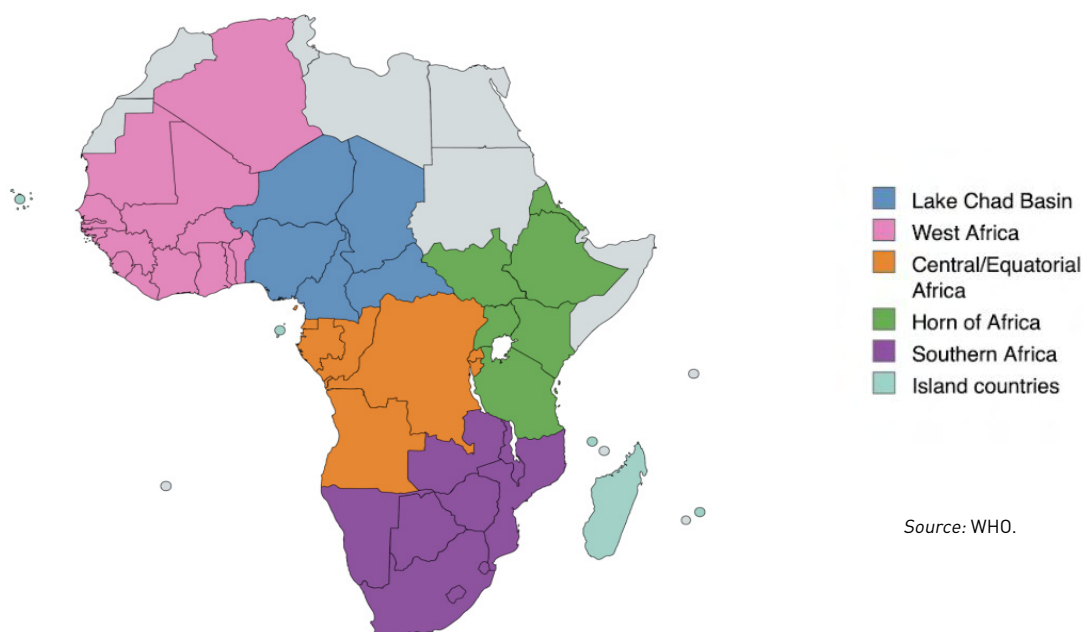 Lake Chad Basin
West Africa
Central/Equatorial
Africa
Horn of Africa
Southern Africa
Island countries
Source: WHO.